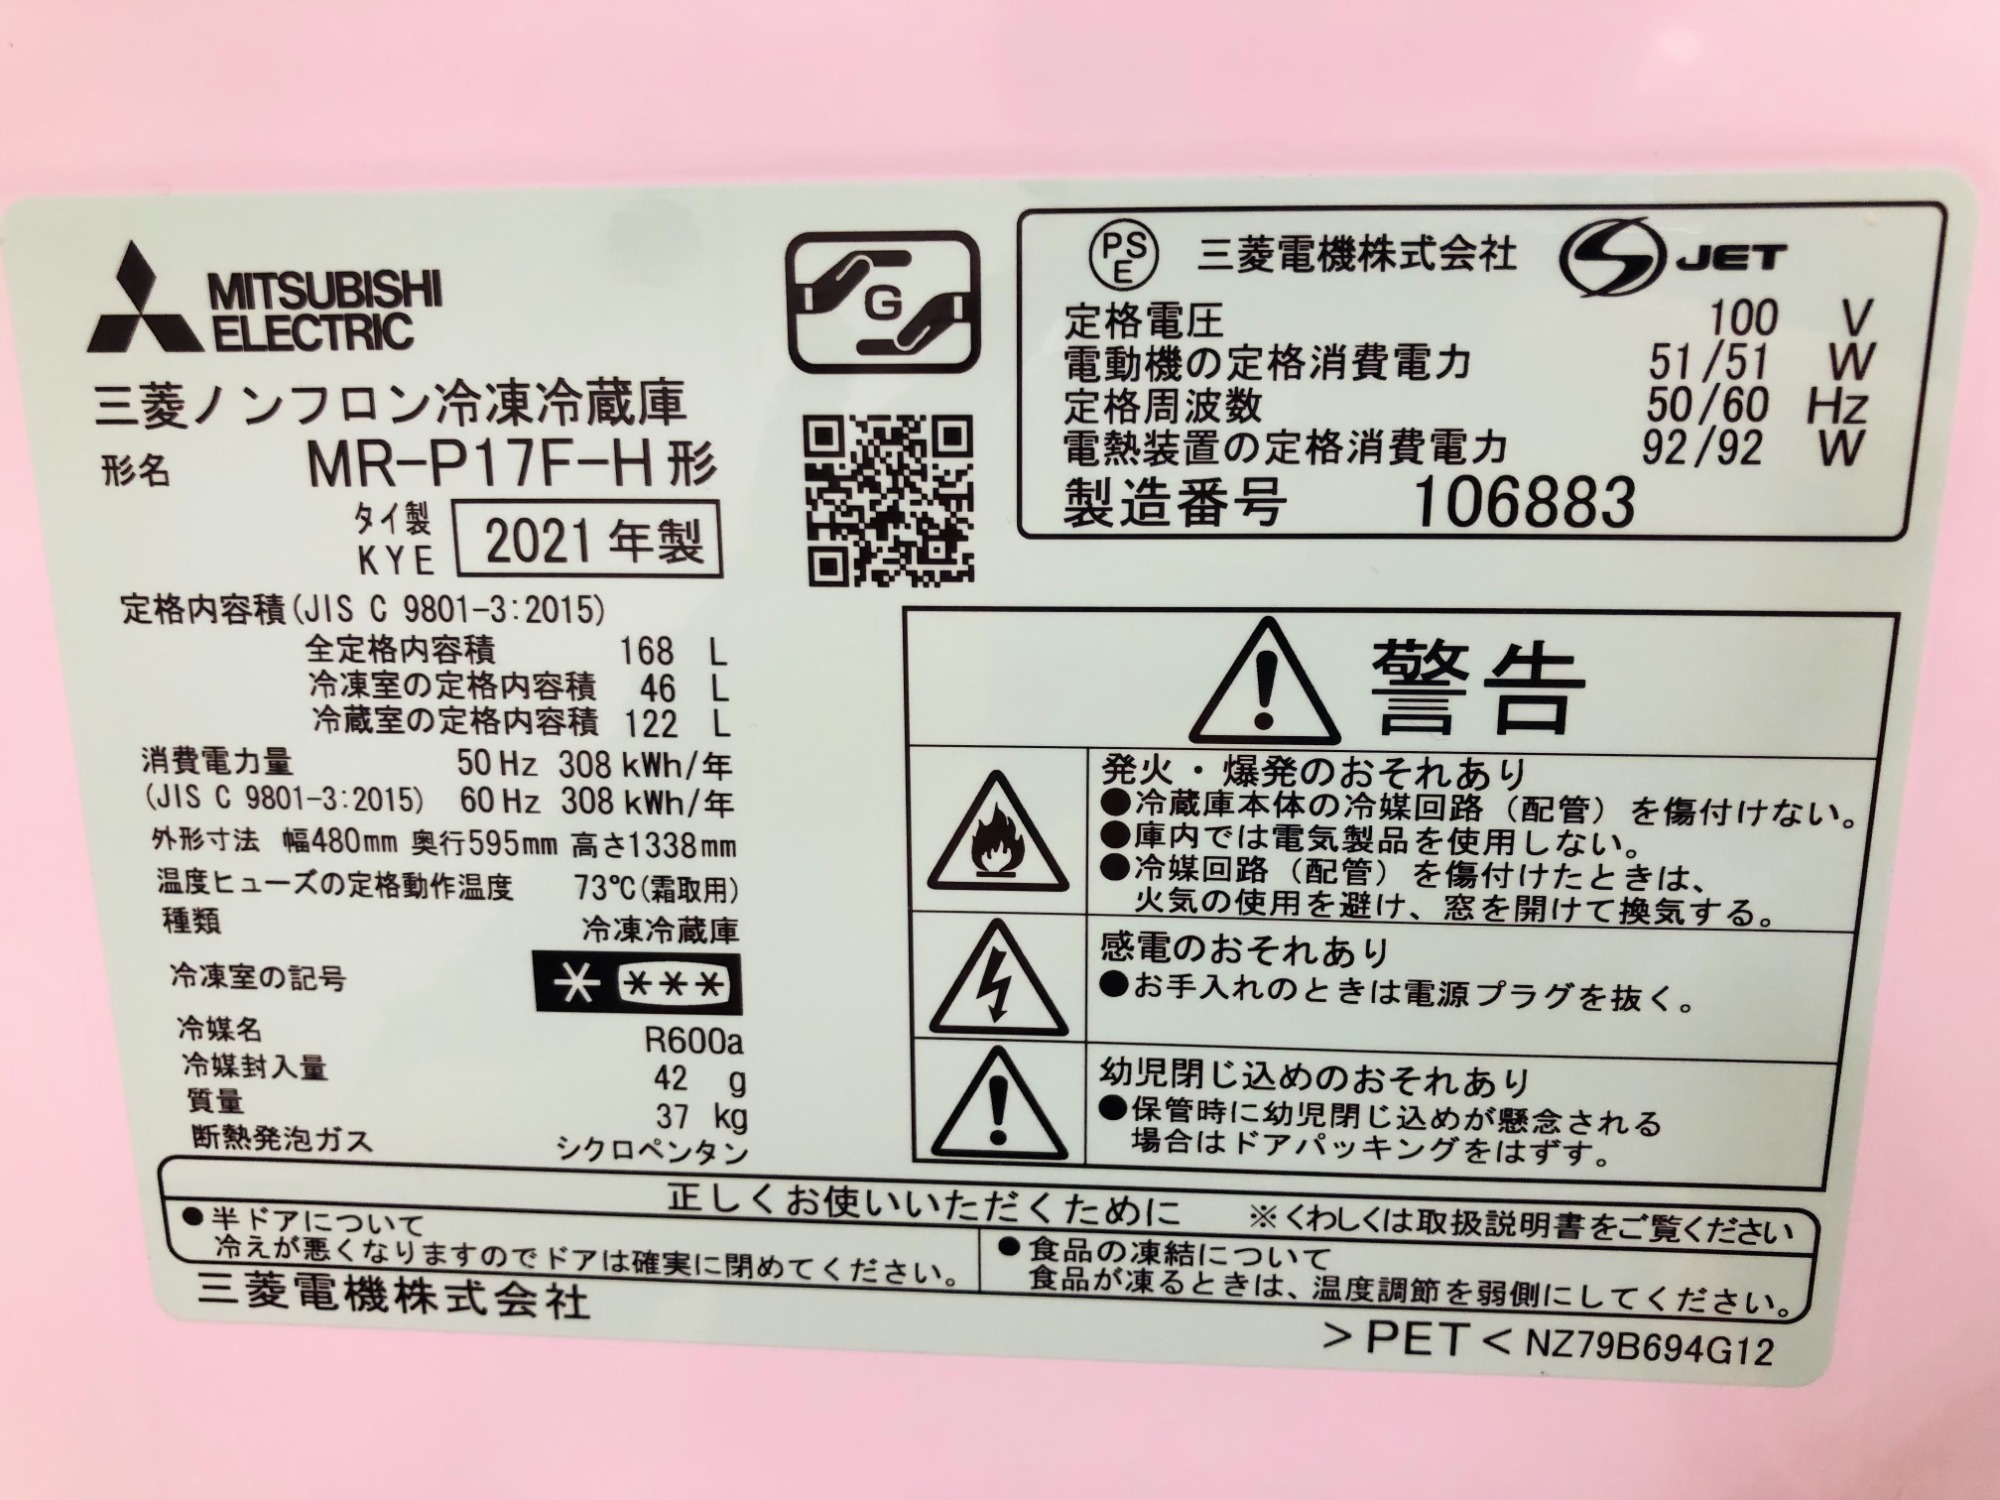 MITSUBISHI
ELECTRIC
三菱ノンフロン冷凍冷蔵庫
形名 MR-P17F-H 形
タイ製
KYE 2021 年製
定格内容積(JIS C 9801-3:2015)
全定格内容積 168 L
冷凍室の定格内容積 46 L
冷蔵室の定格内容積 122 L
消費電力量 50 Hz 308 kWh/年
(JIS C 9801-3:2015) 60 Hz 308 kWh/年
外形寸法 幅480mm 奥行595mm 高さ1338mm
温度ヒューズの定格動作温度 73℃(霜取用)
種類 冷凍冷蔵庫
冷凍室の記号 * ***
冷媒名 R600a
冷媒封入量 42 g
質量 37 kg
断熱発泡ガス シクロペンタン
G
PSE 三菱電機株式会社 S JET
定格電圧 100 V
電動機の定格消費電力 51/51 W
定格周波数 50/60 Hz
電熱装置の定格消費電力 92/92 W
製造番号 106883
警告
発火・爆発のおそれあり
●冷蔵庫本体の冷媒回路（配管）を傷付けない。
●庫内では電気製品を使用しない。
●冷媒回路（配管）を傷付けたときは、
火気の使用を避け、窓を開けて換気する。
感電のおそれあり
●お手入れのときは電源プラグを抜く。
幼児閉じ込めのおそれあり
●保管時に幼児閉じ込めが懸念される
場合はドアパッキングをはずす。
正しくお使いいただくために ※くわしくは取扱説明書をご覧ください
●半ドアについて
冷えが悪くなりますのでドアは確実に閉めてください。
●食品の凍結について
食品が凍るときは、温度調節を弱側にしてください。
三菱電機株式会社
>PET< NZ79B694G12